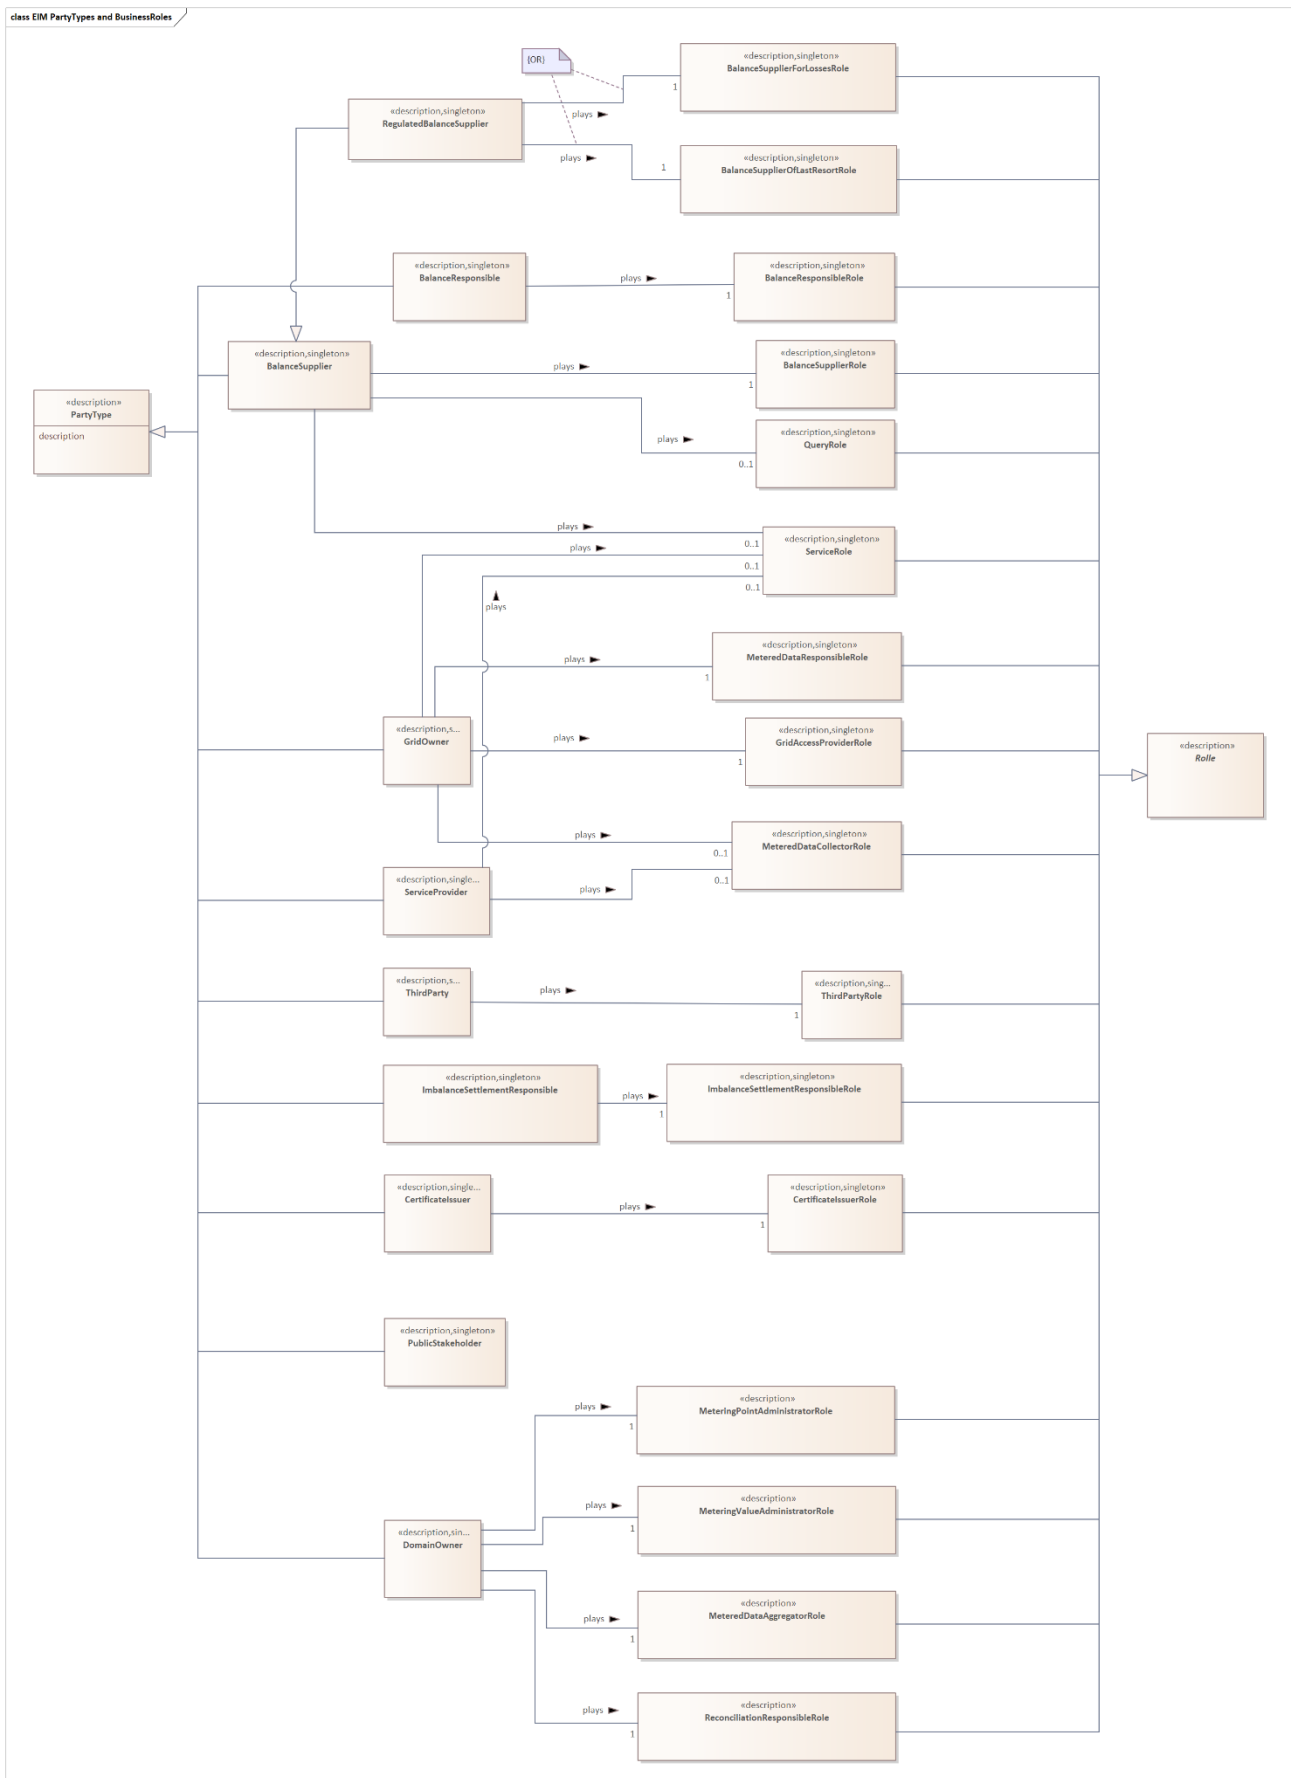 class EIM PartyTypes and BusinessRoles
{OR}
«description,singleton»
BalanceSupplierForLossesRole
1
«description,singleton»
RegulatedBalanceSupplier
plays
plays
1
«description,singleton»
BalanceSupplierOfLastResortRole
«description,singleton»
BalanceResponsible
plays
1
«description,singleton»
BalanceResponsibleRole
«description,singleton»
BalanceSupplier
plays
1
«description,singleton»
BalanceSupplierRole
«description»
PartyType
description
plays
0..1
«description,singleton»
QueryRole
plays
0..1
plays
0..1
0..1
plays
«description,singleton»
ServiceRole
plays
1
«description,singleton»
MeteredDataResponsibleRole
«description,s...
GridOwner
plays
1
«description,singleton»
GridAccessProviderRole
«description»
Rolle
plays
0..1
0..1
«description,singleton»
MeteredDataCollectorRole
«description,single...
ServiceProvider
plays
«description,s...
ThirdParty
plays
1
«description,sing...
ThirdPartyRole
«description,singleton»
ImbalanceSettlementResponsible
plays
1
«description,singleton»
ImbalanceSettlementResponsibleRole
«description,single...
CertificateIssuer
plays
1
«description,singleton»
CertificateIssuerRole
«description,singleton»
PublicStakeholder
plays
1
«description»
MeteringPointAdministratorRole
plays
1
«description»
MeteringValueAdministratorRole
«description,sin...
DomainOwner
plays
1
«description»
MeteredDataAggregatorRole
plays
1
«description»
ReconciliationResponsibleRole